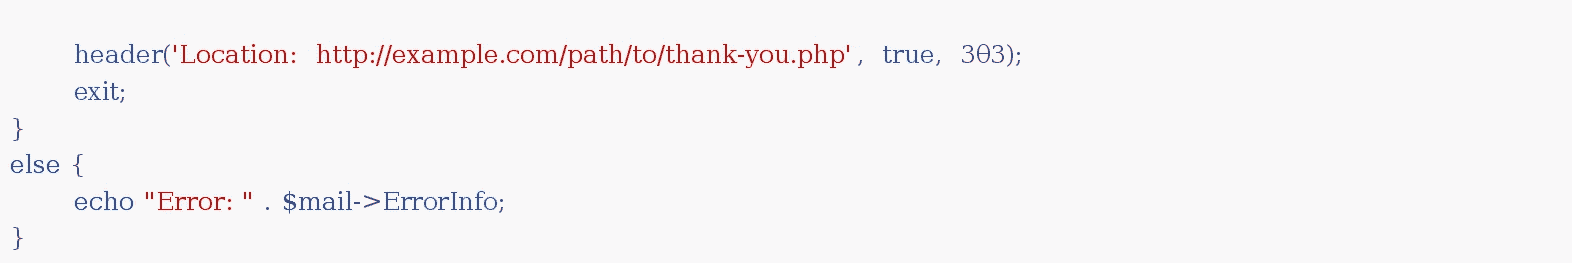 header('Location: http://example.com/path/to/thank-you.php', true, 303);
exit;
}
else {
echo "Error: " . $mail->ErrorInfo;
}